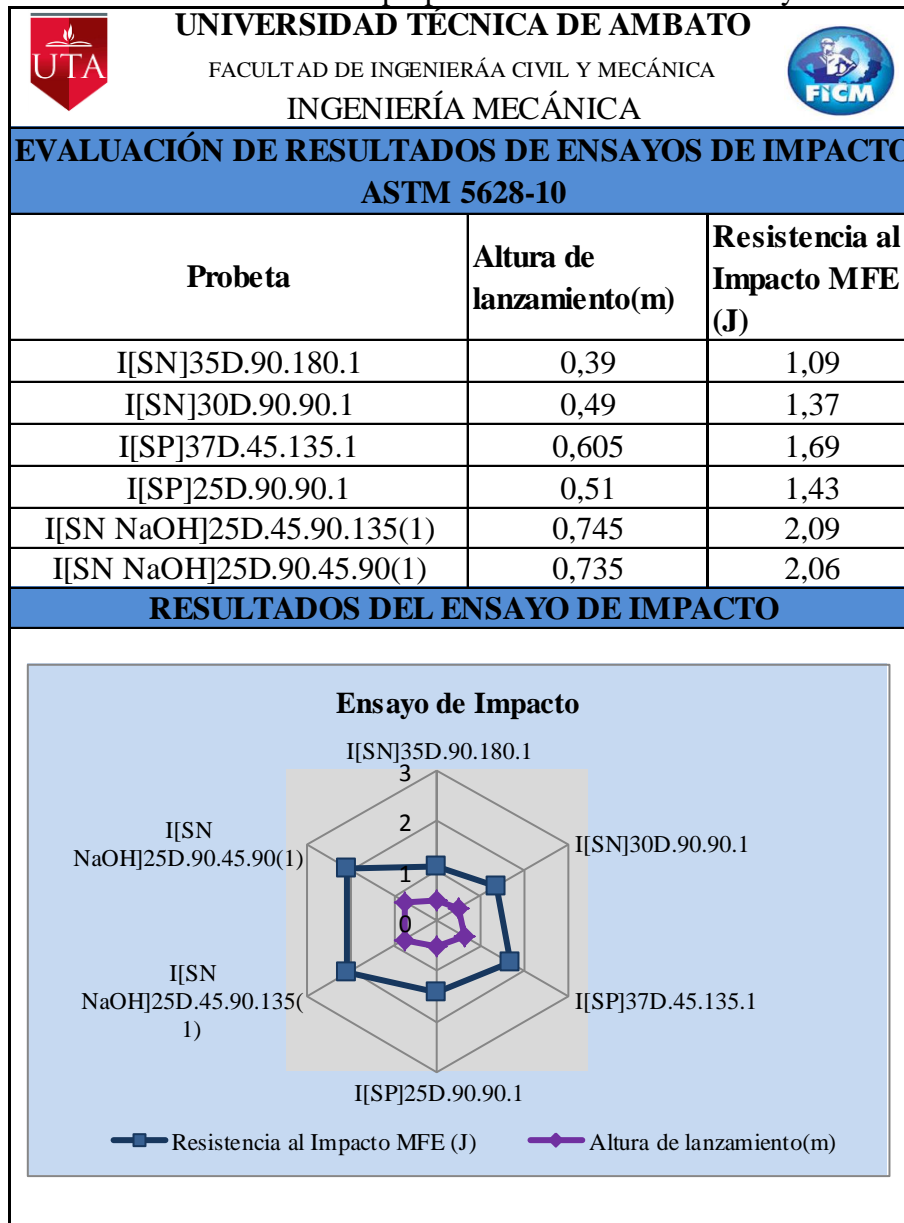 UNIVERSIDAD TÉCNICA DE AMBATO
UTA
FACULTAD DE INGENIERÁA CIVIL Y MECÁNICA
FICM
INGENIERÍA MECÁNICA
EVALUACIÓN DE RESULTADOS DE ENSAYOS DE IMPACTO
ASTM 5628-10
Probeta
Altura de
lanzamiento(m)
Resistencia al
Impacto MFE
(J)
I[SN]35D.90.180.1 0,39 1,09
I[SN]30D.90.90.1 0,49 1,37
I[SP]37D.45.135.1 0,605 1,69
I[SP]25D.90.90.1 0,51 1,43
I[SN NaOH]25D.45.90.135(1) 0,745 2,09
I[SN NaOH]25D.90.45.90(1) 0,735 2,06
RESULTADOS DEL ENSAYO DE IMPACTO
Ensayo de Impacto
I[SN]35D.90.180.1
3
2
1
0
I[SN]30D.90.90.1
I[SP]37D.45.135.1
I[SP]25D.90.90.1
I[SN
NaOH]25D.45.90.135(
1)
I[SN
NaOH]25D.90.45.90(1)
Resistencia al Impacto MFE (J)
Altura de lanzamiento(m)